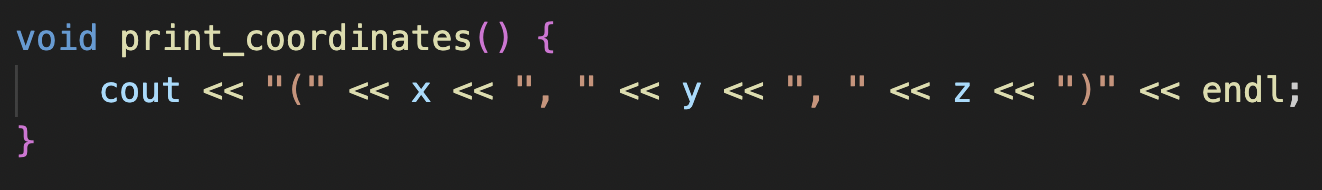 void print_coordinates() {
    cout << "(" << x << ", " << y << ", " << z << ")" << endl;
}